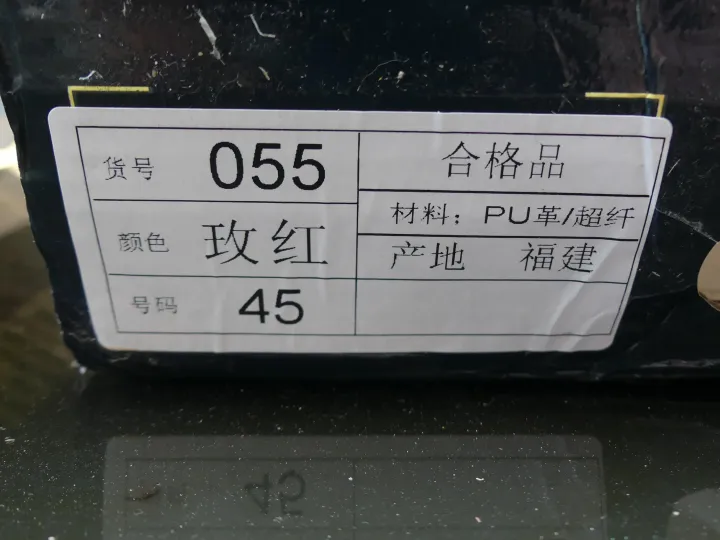 货号 055
颜色 玫红
号码 45
合格品
材料：PU革/超纤
产地 福建
45